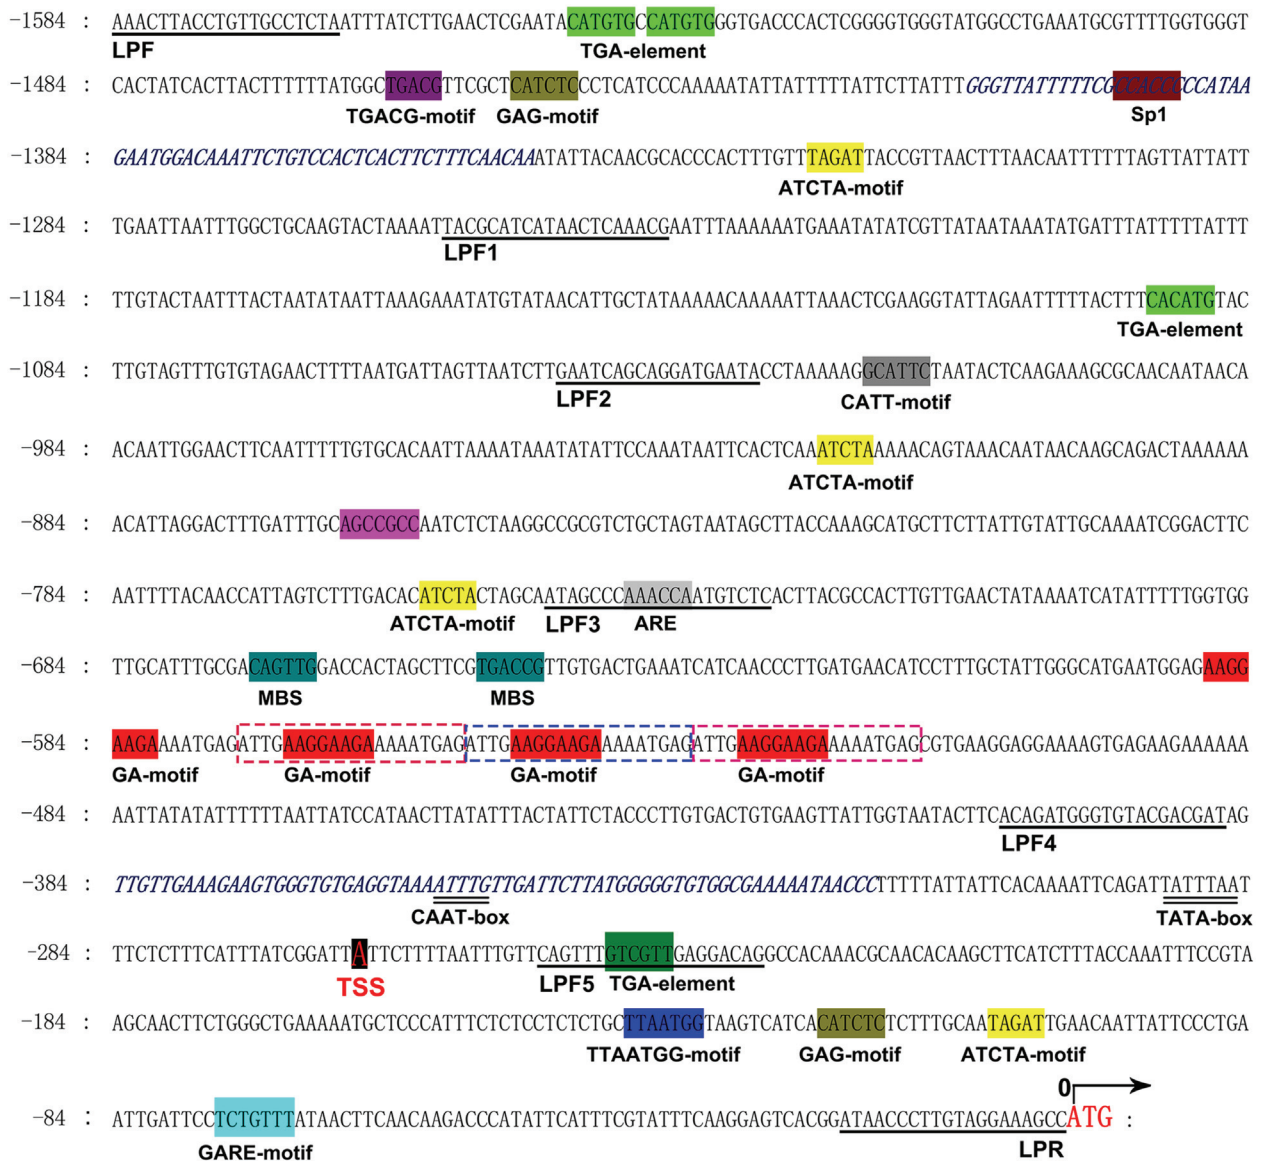 -1584 : AAACTTACCTGTTGCCTCTAATTTATCTTGAACTCGAATACATGTGCCATGTGGGTGACCCACTCGGGGTGGGTATGGCCTGAAATGCGTTTTGGTGGGT
LPF TGA-element
-1484 : CACTATCACTTACTTTTTTATGGCTGACGTTCGCTCATCTCCCTCATCCCAAAAATATTATTTTTATTCTTATTTGGGTTATTTTTCGCCACCCCCATAA
TGACG-motif GAG-motif Sp1
-1384 : GAATGGACAAATTCTGTCCACTCACTTCTTTCAACAAATATTACAACGCACCCACTTTGTTTAGATTACCGTTAACTTTAACAATTTTTTAGTTATTATT
ATCTA-motif
-1284 : TGAATTAATTTGGCTGCAAGTACTAAAATTACGCATCATAACTCAAACGAATTTAAAAAATGAAATATATCGTTATAATAAATATGATTTATTTTTATTT
LPF1
-1184 : TTGTACTAATTTACTAATATAATTAAAGAAATATGTATAACATTGCTATAAAAACAAAAATTAAACTCGAAGGTATTAGAATTTTTACTTTCACATGTAC
TGA-element
-1084 : TTGTAGTTTGTGTAGAACTTTTAATGATTAGTTAATCTTGAATCAGCAGGATGAATACCTAAAAAGGCATTCTAATACTCAAGAAAGCGCAACAATAACA
LPF2 CATT-motif
-984 : ACAATTGGAACTTCAATTTTTGTGCACAATTAAAATAAATATATTCCAAATAATTCACTCAAATCTAAAAACAGTAAACAATAACAAGCAGACTAAAAAA
ATCTA-motif
-884 : ACATTAGGACTTTGATTTGCAGCCGCCAATCTCTAAGGCCGCGTCTGCTAGTAATAGCTTACCAAAGCATGCTTCTTATTGTATTGCAAAATCGGACTTC
-784 : AATTTTACAACCATTAGTCTTTGACACATCTACTAGCAATAGCCCAAACCAATGTCTCACTTACGCCACTTGTTGAACTATAAAATCATATTTTTGGTGG
ATCTA-motif LPF3 ARE
-684 : TTGCATTTGCGACAGTTGGACCACTAGCTTCGTGACCGTTGTGACTGAAATCATCAACCCTTGATGAACATCCTTTGCTATTGGGCATGAATGGAGAAGG
MBS MBS
-584 : AAGAAAATGAGATTGAAGGAAGAAAAATGAGATTGAAGGAAGAAAAATGAGATTGAAGGAAGAAAAATGAGCGTGAAGGAGGAAAAGTGAGAAGAAAAAA
GA-motif GA-motif GA-motif GA-motif
-484 : AATTATATATTTTTTAATTATCCATAACTTATATTTACTATTCTACCCTTGTGACTGTGAAGTTATTGGTAATACTTCACAGATGGGTGTACGACGATAG
LPF4
-384 : TTGTTGAAAGAAGTGGGTGTGAGGTAAAATTTGTTGATTCTTATGGGGGTGTGGCGAAAAATAACCCTTTTTATTATTCACAAAATTCAGATTATTTAAT
CAAT-box TATA-box
-284 : TTCTCTTTCATTTATCGGATTATTCTTTTAATTTGTTCAGTTTGTCGTTGAGGACAGGCCACAAACGCAACACAAGCTTCATCTTTACCAAATTTCCGTA
TSS LPF5 TGA-element
-184 : AGCAACTTCTGGGCTGAAAAATGCTCCCATTTCTCTCCTCTCTGCTTAATGGTAAGTCATCACATCTCTCTTTGCAATAGATTGAACAATTATTCCCTGA
TTAATGG-motif GAG-motif ATCTA-motif
0
-84 : ATTGATTCCTCTGTTTATAACTTCAACAAGACCCATATTCATTTCGTATTTCAAGGAGTCACGGATAACCCTTGTAGGAAAGCCATG :
GARE-motif LPR